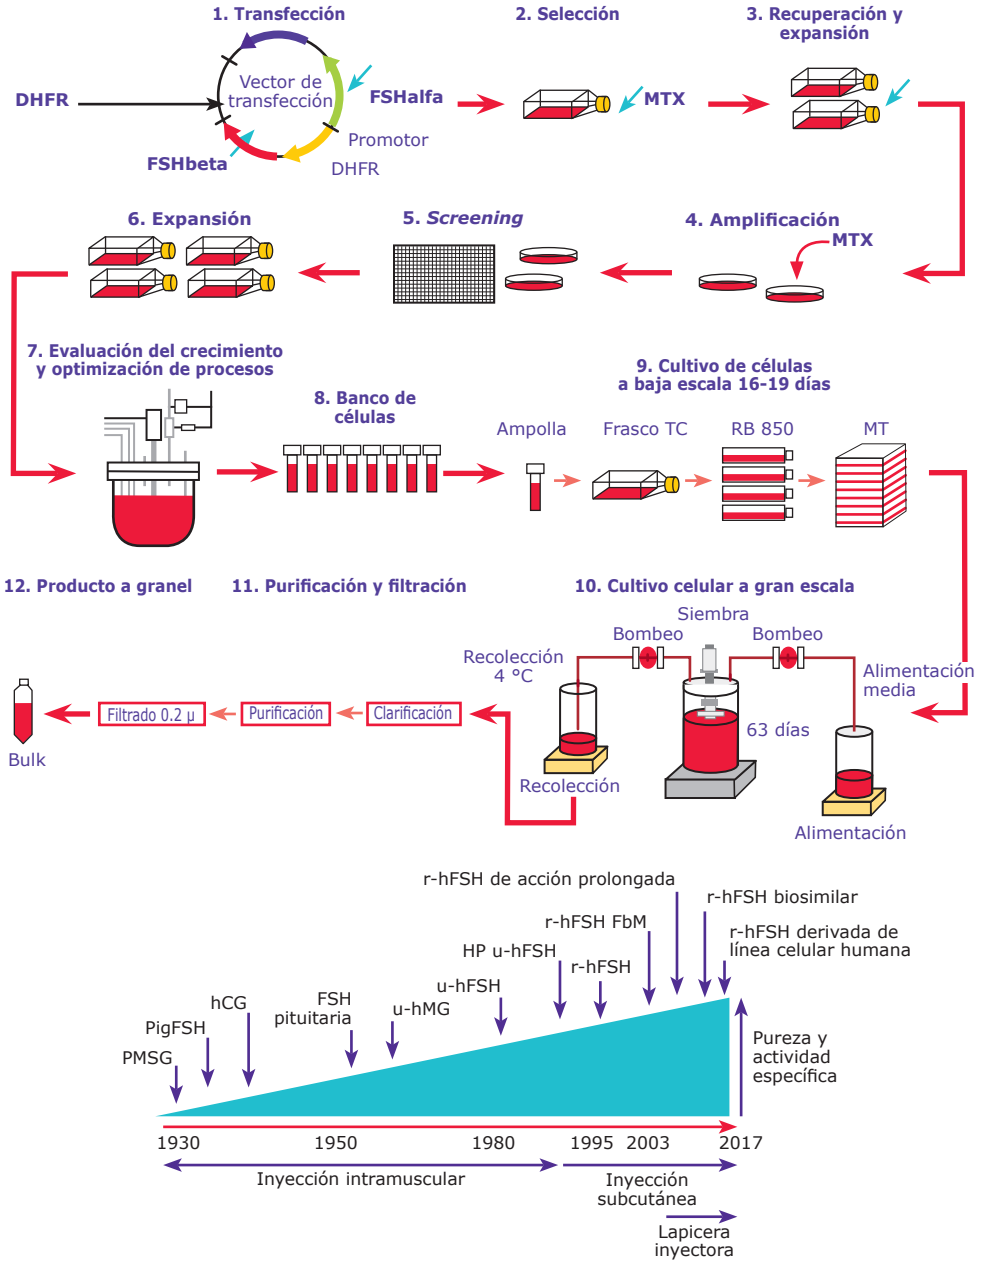 1. Transfección
2. Selección
3. Recuperación y
expansión
DHFR
Vector de
transfección
FSHalfa
MTX
Promotor
FSHbeta
DHFR
6. Expansión
5. Screening
4. Amplificación
MTX
7. Evaluación del crecimiento
y optimización de procesos
8. Banco de
células
9. Cultivo de células
a baja escala 16-19 días
Ampolla
Frasco TC
RB 850
MT
12. Producto a granel
11. Purificación y filtración
10. Cultivo celular a gran escala
Siembra
Bombeo
Bombeo
Recolección
4 °C
Alimentación
media
Filtrado 0.2 µ
Purificación
Clarificación
63 días
Bulk
Recolección
Alimentación
r-hFSH de acción prolongada
r-hFSH biosimilar
r-hFSH FbM
r-hFSH derivada de
línea celular humana
HP u-hFSH
r-hFSH
u-hFSH
FSH
pituitaria
hCG
u-hMG
PigFSH
PMSG
Pureza y
actividad
específica
1930
1950
1980
1995
2003
2017
Inyección intramuscular
Inyección
subcutánea
Lapicera
inyectora